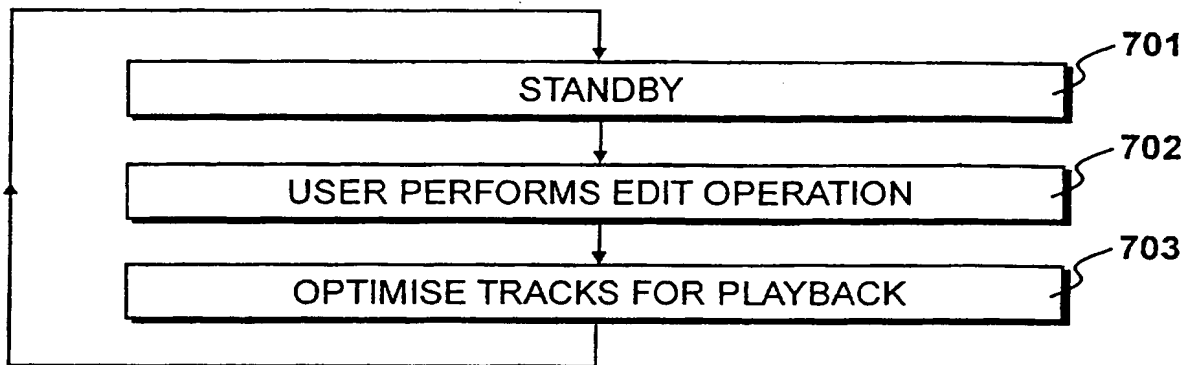 701
STANDBY
702
USER PERFORMS EDIT OPERATION
703
OPTIMISE TRACKS FOR PLAYBACK